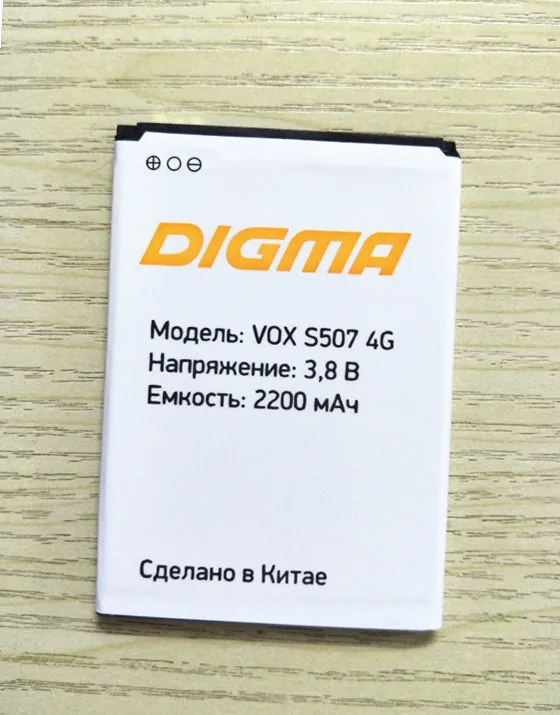 DIGMA
Модель: VOX S507 4G
Напряжение: 3,8 В
Емкость: 2200 мАч
Сделано в Китае